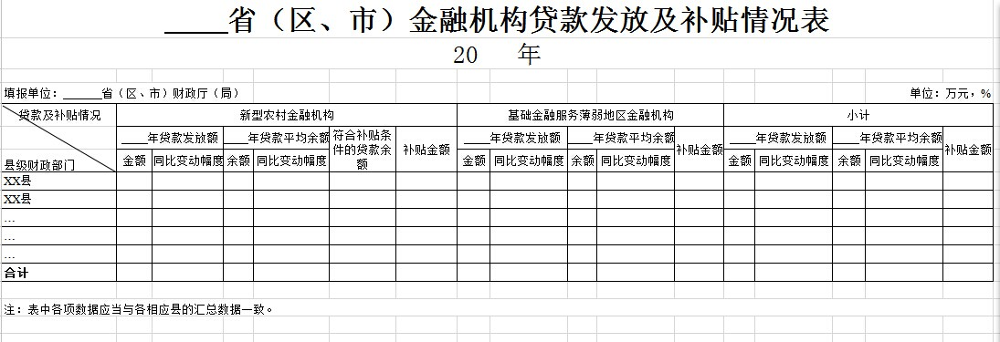 ____省（区、市）金融机构贷款发放及补贴情况表
20 年
填报单位：______省（区、市）财政厅（局） 单位：万元，%
贷款及补贴情况 新型农村金融机构 基础金融服务薄弱地区金融机构 小计
____年贷款发放额 ____年贷款平均余额 符合补贴条件的贷款余额 补贴金额 ____年贷款发放额 ____年贷款平均余额 补贴金额 ____年贷款发放额 ____年贷款平均余额 补贴金额
县级财政部门 金额 同比变动幅度 余额 同比变动幅度 金额 同比变动幅度 余额 同比变动幅度 金额 同比变动幅度 余额 同比变动幅度
XX县
XX县
…
…
…
合计
注：表中各项数据应当与各相应县的汇总数据一致。